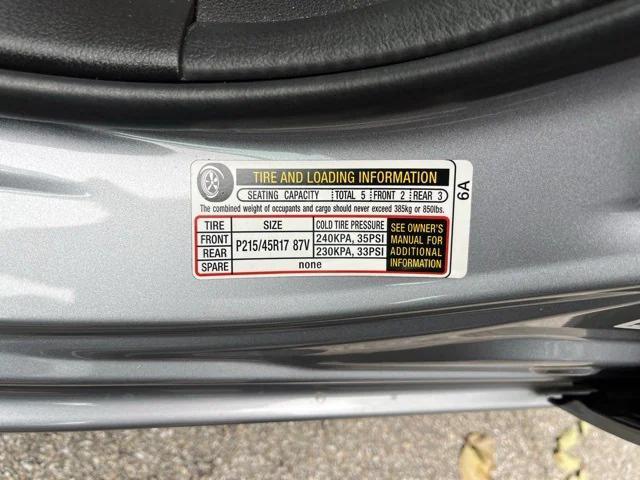 TIRE AND LOADING INFORMATION
SEATING CAPACITY TOTAL 5 FRONT 2 REAR 3
The combined weight of occupants and cargo should never exceed 385kg or 850lbs.
TIRE SIZE COLD TIRE PRESSURE
FRONT P215/45R17 87V 240KPA, 35PSI
REAR 230KPA, 33PSI
SPARE none
SEE OWNER'S
MANUAL FOR
ADDITIONAL
INFORMATION
6A